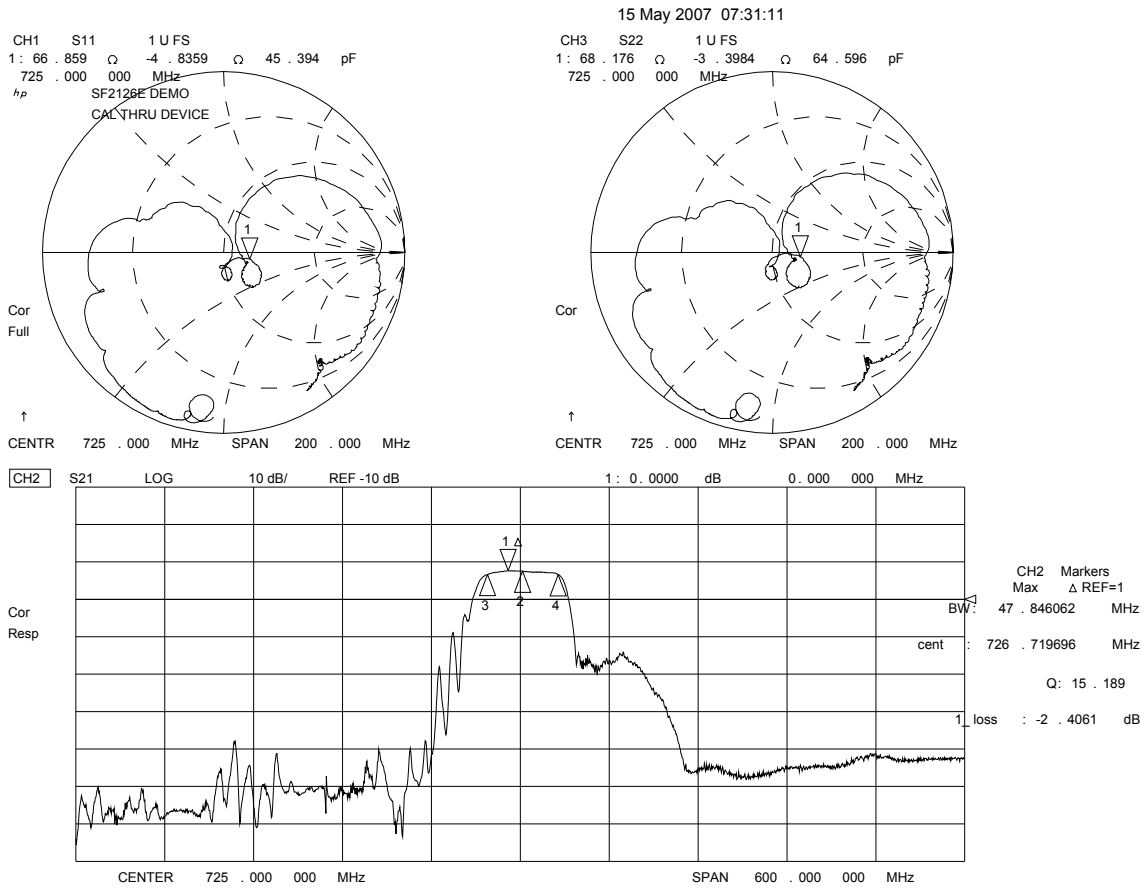 15 May 2007 07:31:11
CH1 S11 1 U FS
1 : 66 . 859 Ω -4 . 8359 Ω 45 . 394 pF
725 . 000 000 MHz
hp SF2126E DEMO
CAL THRU DEVICE
1
Cor
Full
↑
CENTR 725 . 000 MHz SPAN 200 . 000 MHz
CH3 S22 1 U FS
1 : 68 . 176 Ω -3 . 3984 Ω 64 . 596 pF
725 . 000 000 MHz
1
Cor
↑
CENTR 725 . 000 MHz SPAN 200 . 000 MHz
CH2 S21 LOG 10 dB/ REF -10 dB 1 : 0. 0000 dB 0. 000 000 MHz
1 Δ
3 2 4
Cor
Resp
CH2 Markers
Max Δ REF=1
BW : 47 . 846062 MHz
cent : 726 . 719696 MHz
Q: 15 . 189
1_loss : -2 . 4061 dB
CENTER 725 . 000 000 MHz SPAN 600 . 000 000 MHz